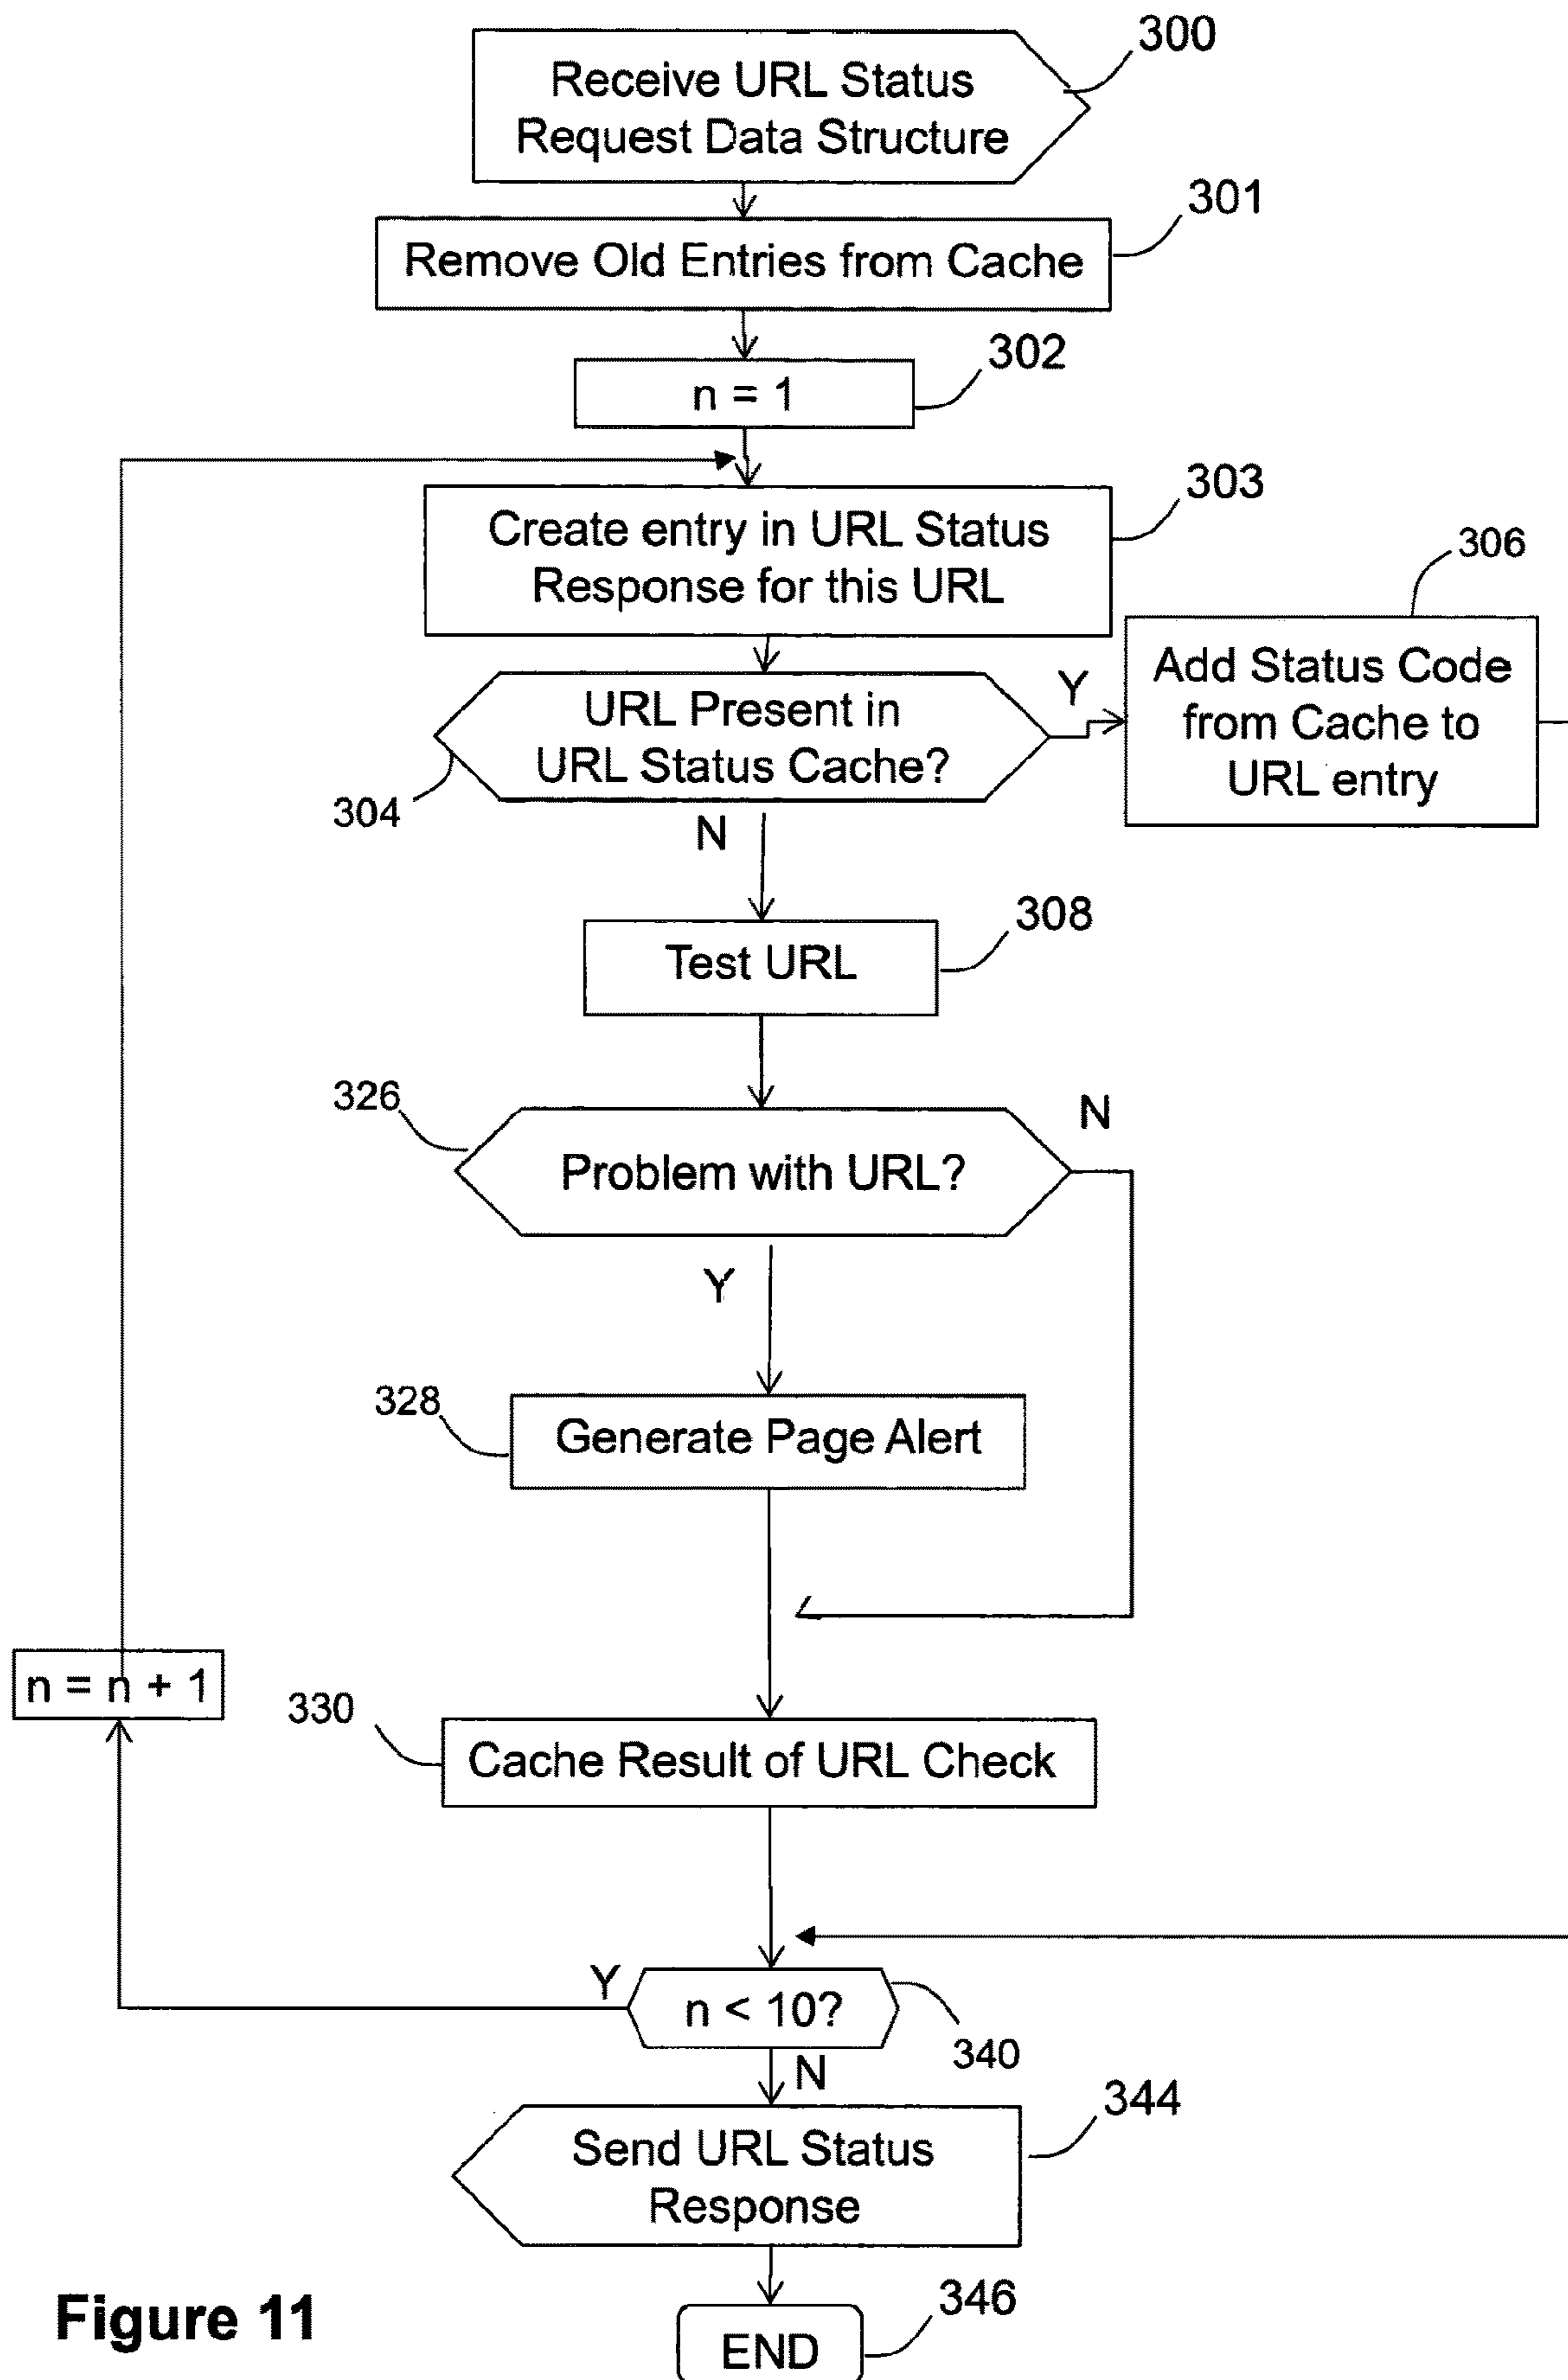 300
Receive URL Status
Request Data Structure
301
Remove Old Entries from Cache
302
n = 1
303
Create entry in URL Status
Response for this URL
306
Add Status Code
from Cache to
URL entry
Y
URL Present in
URL Status Cache?
304
N
308
Test URL
326
N
Problem with URL?
Y
328
Generate Page Alert
n = n + 1
330
Cache Result of URL Check
Y
n < 10?
340
N
344
Send URL Status
Response
346
END
Figure 11